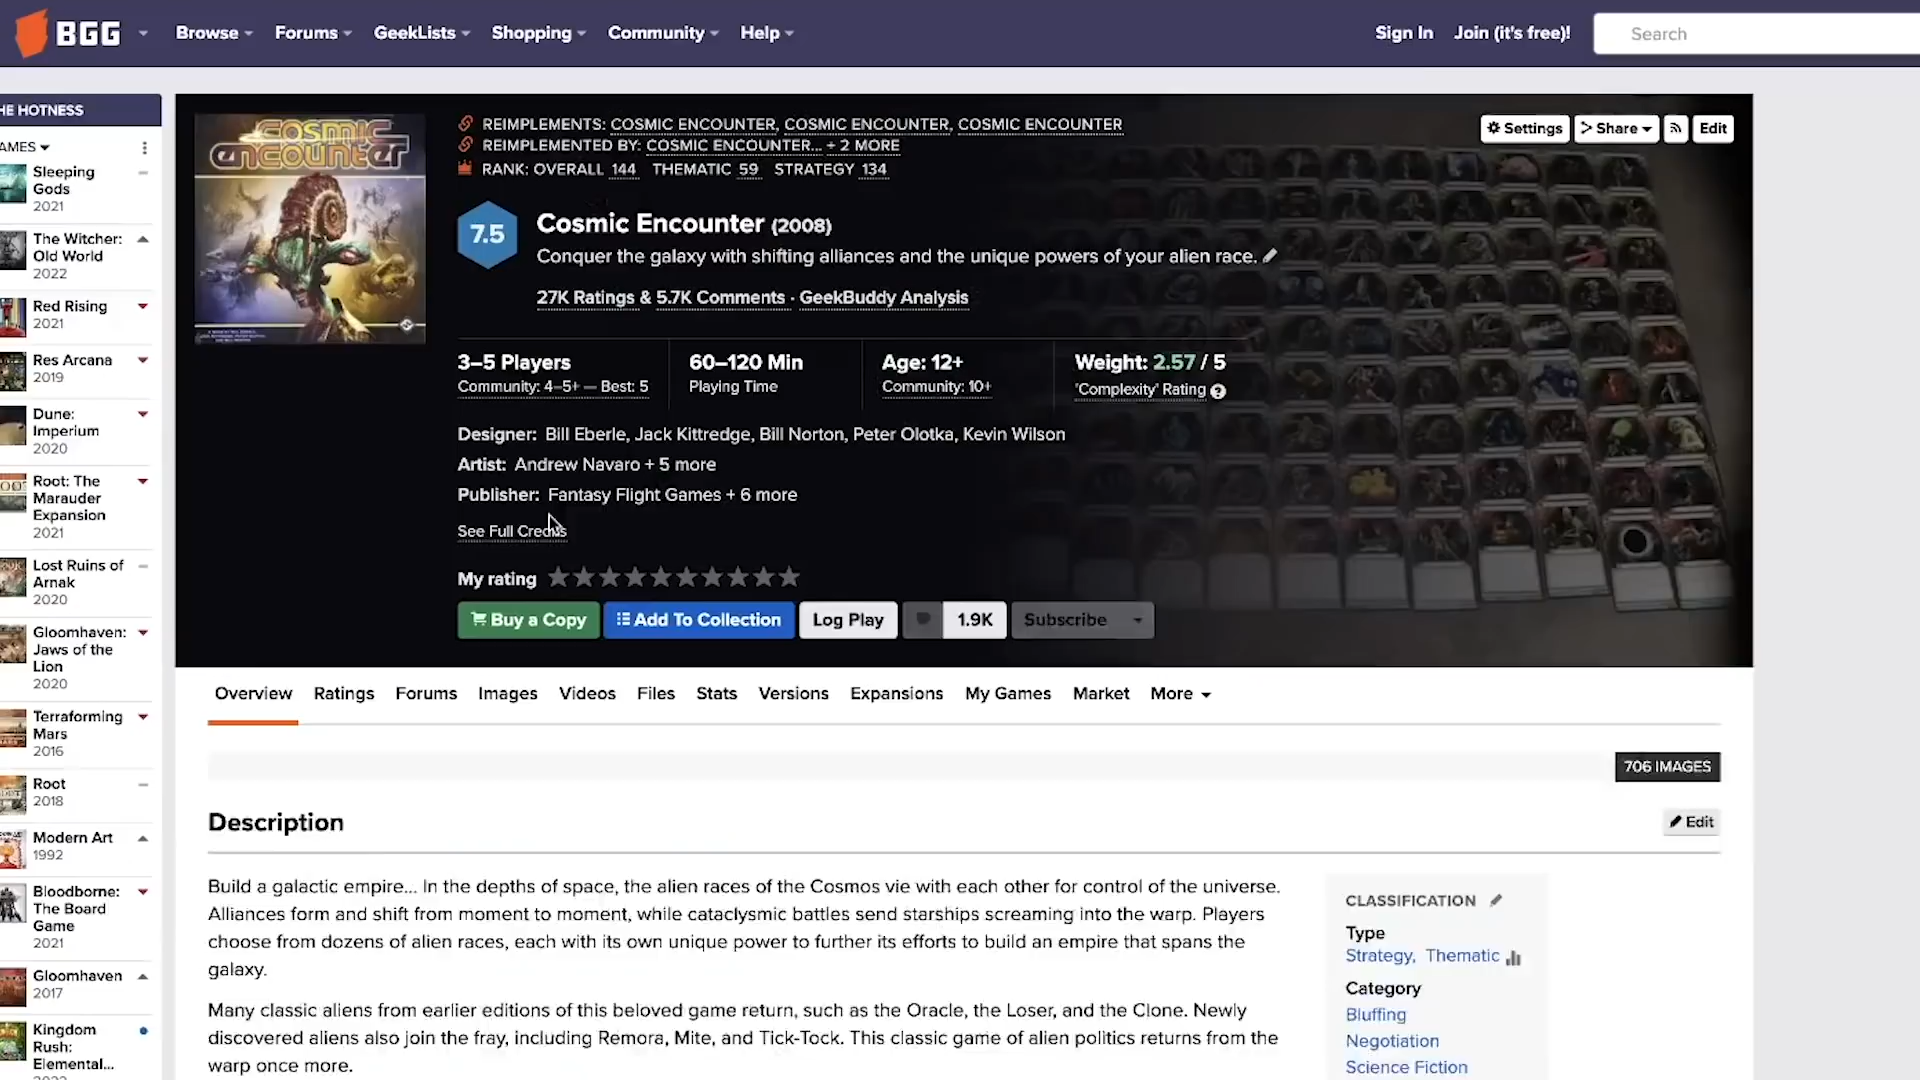 BGG Browse Forums GeekLists Shopping Community Help Sign In Join (it's free)! Search
HE HOTNESS
AMES
Sleeping
Gods
2021
The Witcher:
Old World
2022
Red Rising
2021
Res Arcana
2019
Dune:
Imperium
2020
Root: The
Marauder
Expansion
2021
Lost Ruins of
Arnak
2020
Gloomhaven:
Jaws of the
Lion
2020
Terraforming
Mars
2016
Root
2018
Modern Art
1992
Bloodborne:
The Board
Game
2021
Gloomhaven
2017
Kingdom
Rush:
Elemental...
COSMIC
encounter
REIMPLEMENTS: COSMIC ENCOUNTER, COSMIC ENCOUNTER, COSMIC ENCOUNTER
REIMPLEMENTED BY: COSMIC ENCOUNTER... + 2 MORE
RANK: OVERALL 144 THEMATIC 59 STRATEGY 134
Settings Share Edit
7.5
Cosmic Encounter (2008)
Conquer the galaxy with shifting alliances and the unique powers of your alien race.
27K Ratings & 5.7K Comments · GeekBuddy Analysis
3–5 Players 60–120 Min Age: 12+ Weight: 2.57 / 5
Community: 4–5+ — Best: 5 Playing Time Community: 10+ 'Complexity' Rating
Designer: Bill Eberle, Jack Kittredge, Bill Norton, Peter Olotka, Kevin Wilson
Artist: Andrew Navaro + 5 more
Publisher: Fantasy Flight Games + 6 more
See Full Credits
My rating
Buy a Copy Add To Collection Log Play 1.9K Subscribe
Overview Ratings Forums Images Videos Files Stats Versions Expansions My Games Market More
706 IMAGES
Description
Edit
Build a galactic empire... In the depths of space, the alien races of the Cosmos vie with each other for control of the universe.
Alliances form and shift from moment to moment, while cataclysmic battles send starships screaming into the warp. Players
choose from dozens of alien races, each with its own unique power to further its efforts to build an empire that spans the
galaxy.
Many classic aliens from earlier editions of this beloved game return, such as the Oracle, the Loser, and the Clone. Newly
discovered aliens also join the fray, including Remora, Mite, and Tick-Tock. This classic game of alien politics returns from the
warp once more.
CLASSIFICATION
Type
Strategy, Thematic
Category
Bluffing
Negotiation
Science Fiction